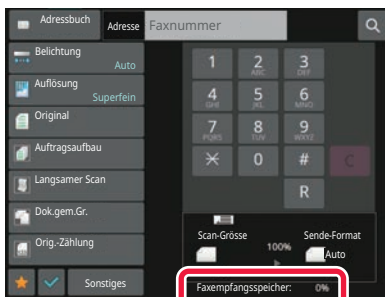 Adressbuch
Adresse
Faxnummer
Belichtung
Auto
Auflösung
Superfein
Original
Auftragsaufbau
Langsamer Scan
Dok.gem.Gr.
Orig.-Zählung
Sonstiges
1
2 ABC
3 DEF
4 GHI
5 JKL
6 MNO
7 PQRS
8 TUV
9 WXYZ
0
#
C
R
Scan-Grösse
100%
Sende-Format
Auto
Faxempfangsspeicher: 0%